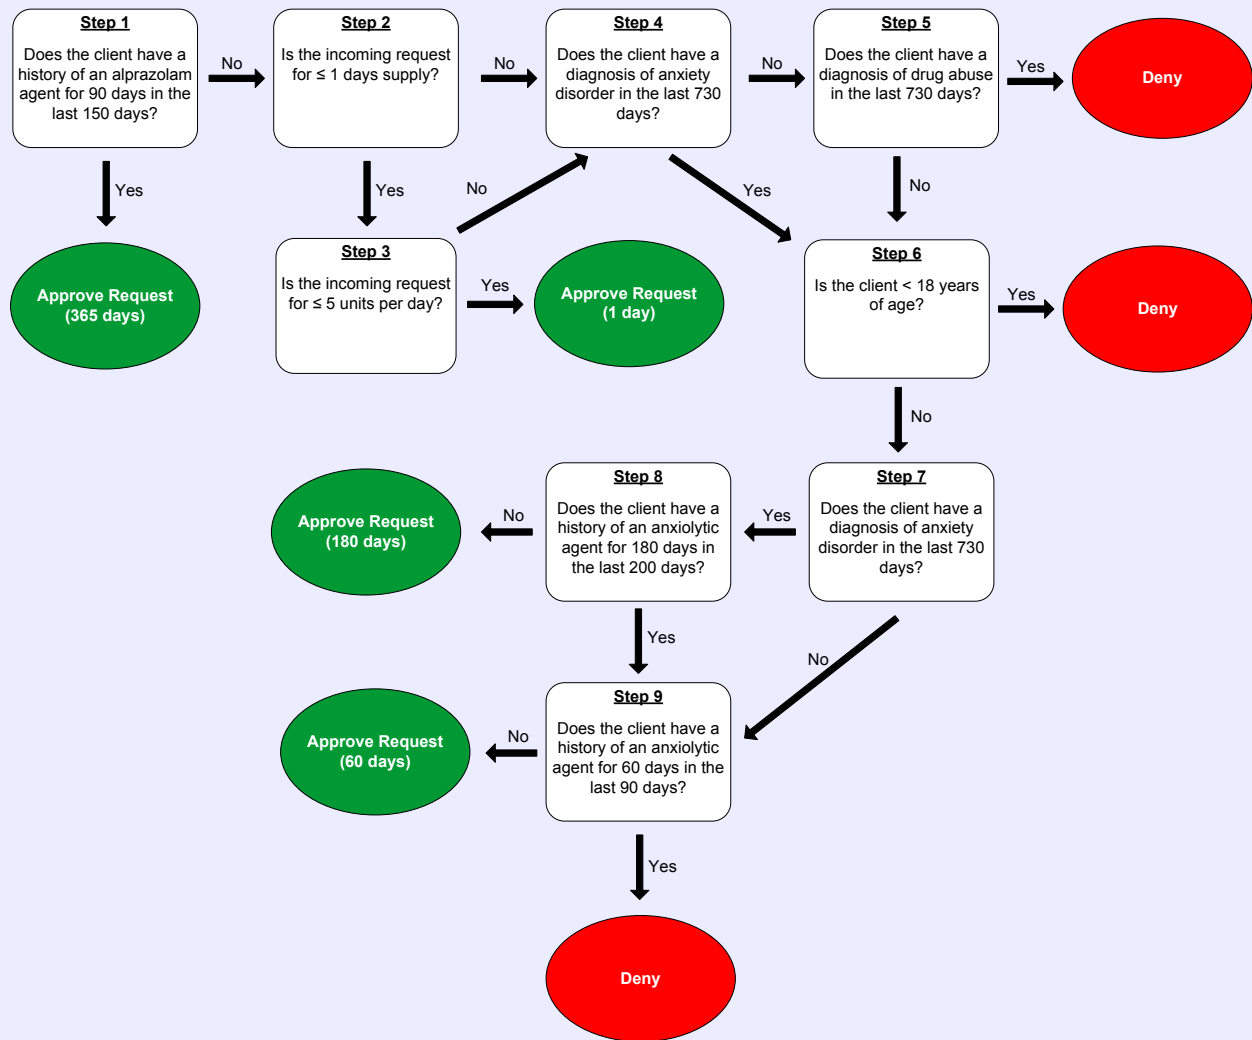 Step 1
Does the client have a
history of an alprazolam
agent for 90 days in the
last 150 days?
No
Yes
Approve Request
(365 days)
Step 2
Is the incoming request
for ≤ 1 days supply?
No
Yes
Step 3
Is the incoming request
for ≤ 5 units per day?
No
Yes
Approve Request
(1 day)
Step 4
Does the client have a
diagnosis of anxiety
disorder in the last 730
days?
No
Yes
Step 5
Does the client have a
diagnosis of drug abuse
in the last 730 days?
Yes
Deny
No
Step 6
Is the client < 18 years
of age?
Yes
Deny
No
Step 7
Does the client have a
diagnosis of anxiety
disorder in the last 730
days?
Yes
No
Step 8
Does the client have a
history of an anxiolytic
agent for 180 days in
the last 200 days?
No
Approve Request
(180 days)
Yes
Step 9
Does the client have a
history of an anxiolytic
agent for 60 days in the
last 90 days?
No
Approve Request
(60 days)
Yes
Deny